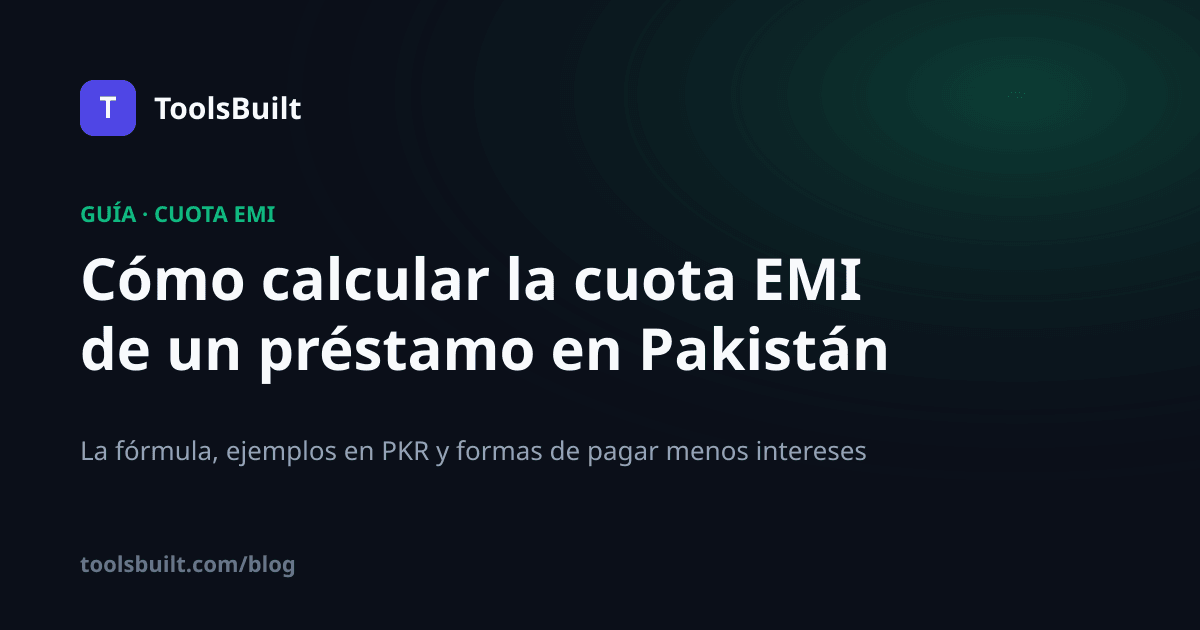 T ToolsBuilt
GUÍA · CUOTA EMI
Cómo calcular la cuota EMI
de un préstamo en Pakistán
La fórmula, ejemplos en PKR y formas de pagar menos intereses
toolsbuilt.com/blog